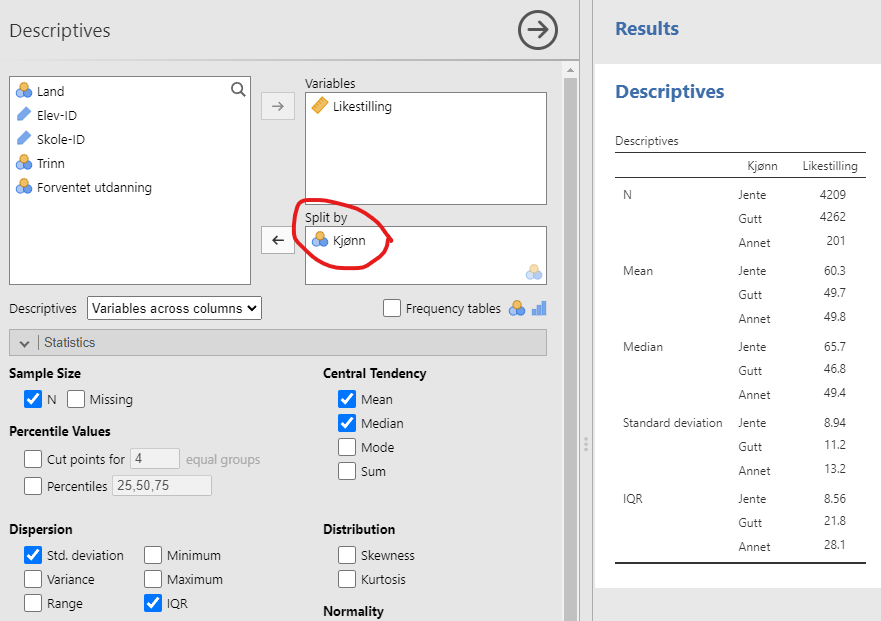 Descriptives
Land
Elev-ID
Skole-ID
Trinn
Forventet utdanning
Variables
Likestilling
Split by
Kjønn
Descriptives Variables across columns Frequency tables
Statistics
Sample Size
N Missing
Percentile Values
Cut points for 4 equal groups
Percentiles 25,50,75
Central Tendency
Mean
Median
Mode
Sum
Dispersion
Std. deviation Minimum
Variance Maximum
Range IQR
Distribution
Skewness
Kurtosis
Normality
Results
Descriptives
Descriptives
Kjønn Likestilling
N Jente 4209
Gutt 4262
Annet 201
Mean Jente 60.3
Gutt 49.7
Annet 49.8
Median Jente 65.7
Gutt 46.8
Annet 49.4
Standard deviation Jente 8.94
Gutt 11.2
Annet 13.2
IQR Jente 8.56
Gutt 21.8
Annet 28.1